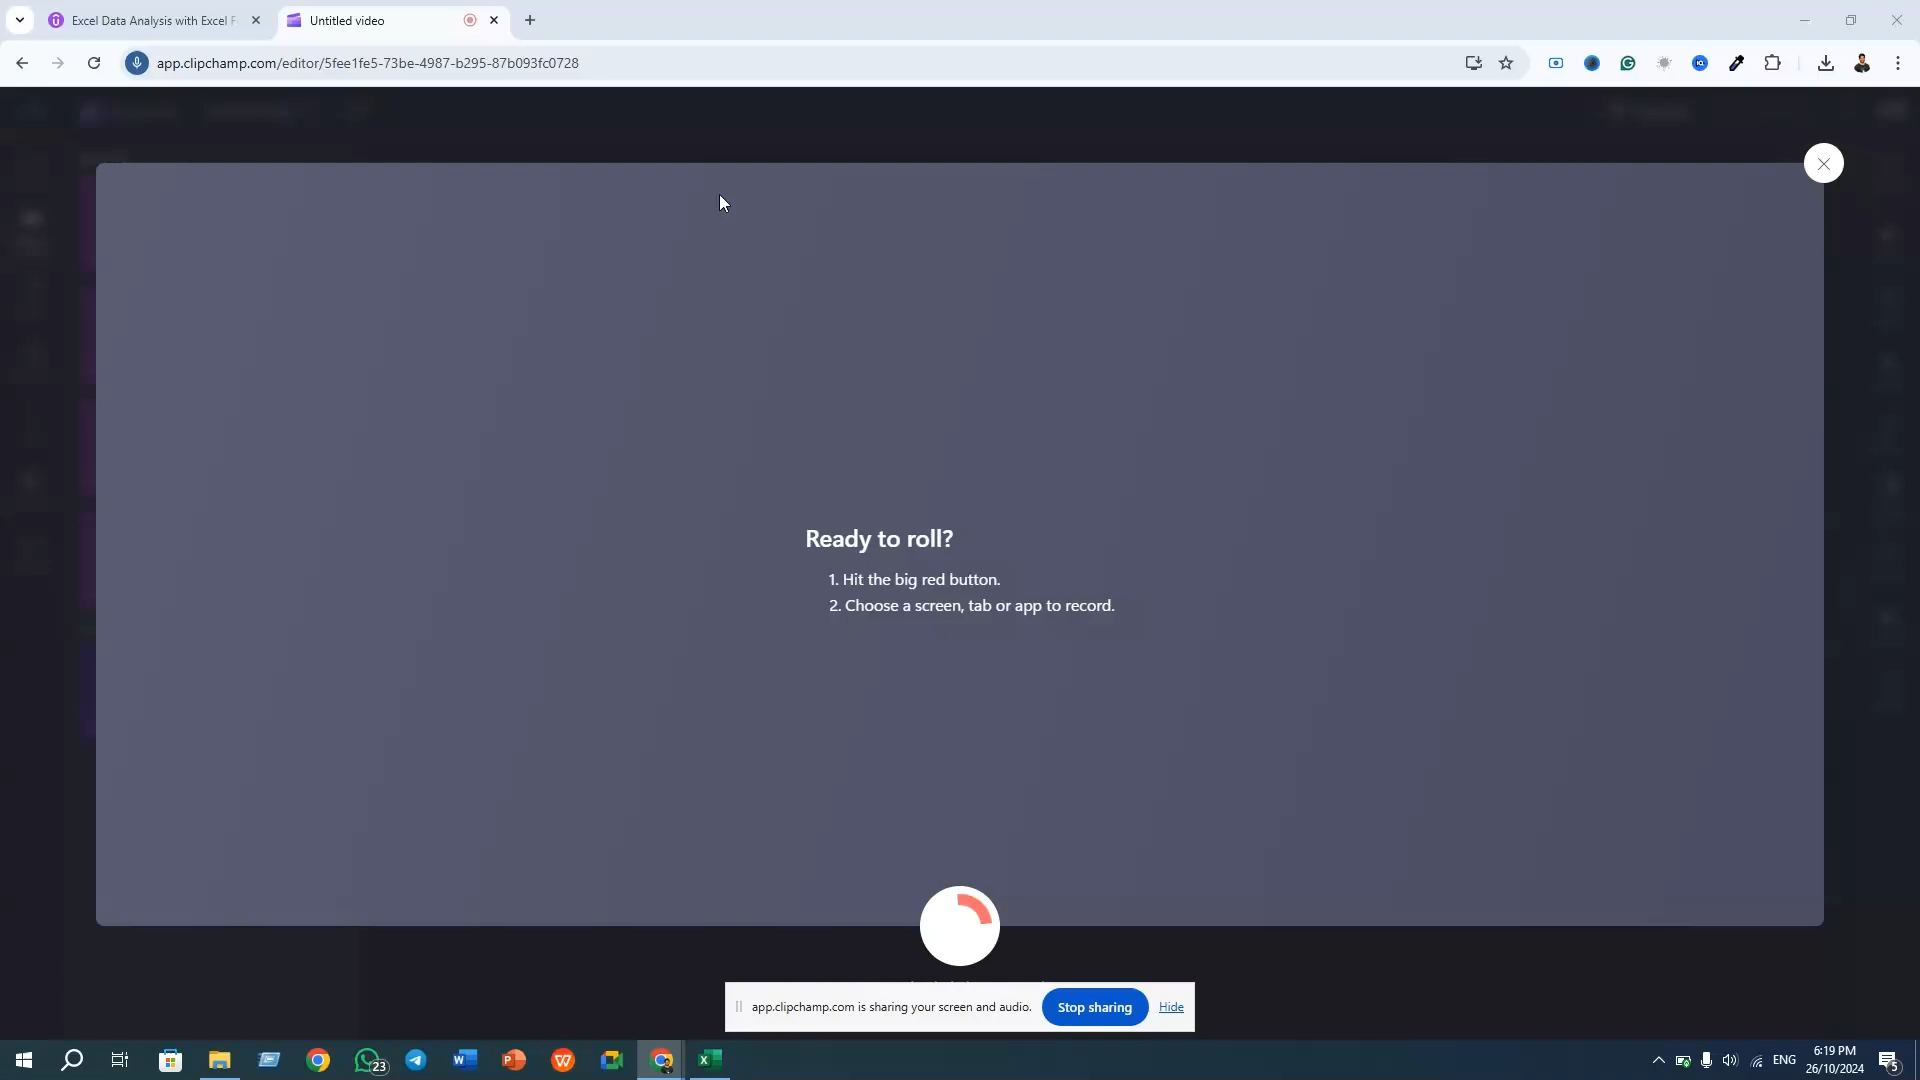 Excel Data Analysis with Excel F
Untitled video
app.clipchamp.com/editor/5fee1fe5-73be-4987-b295-87b093fc0728
Ready to roll?
1. Hit the big red button.
2. Choose a screen, tab or app to record.
app.clipchamp.com is sharing your screen and audio.
Stop sharing
Hide
23
ENG
6:19 PM
26/10/2024
5